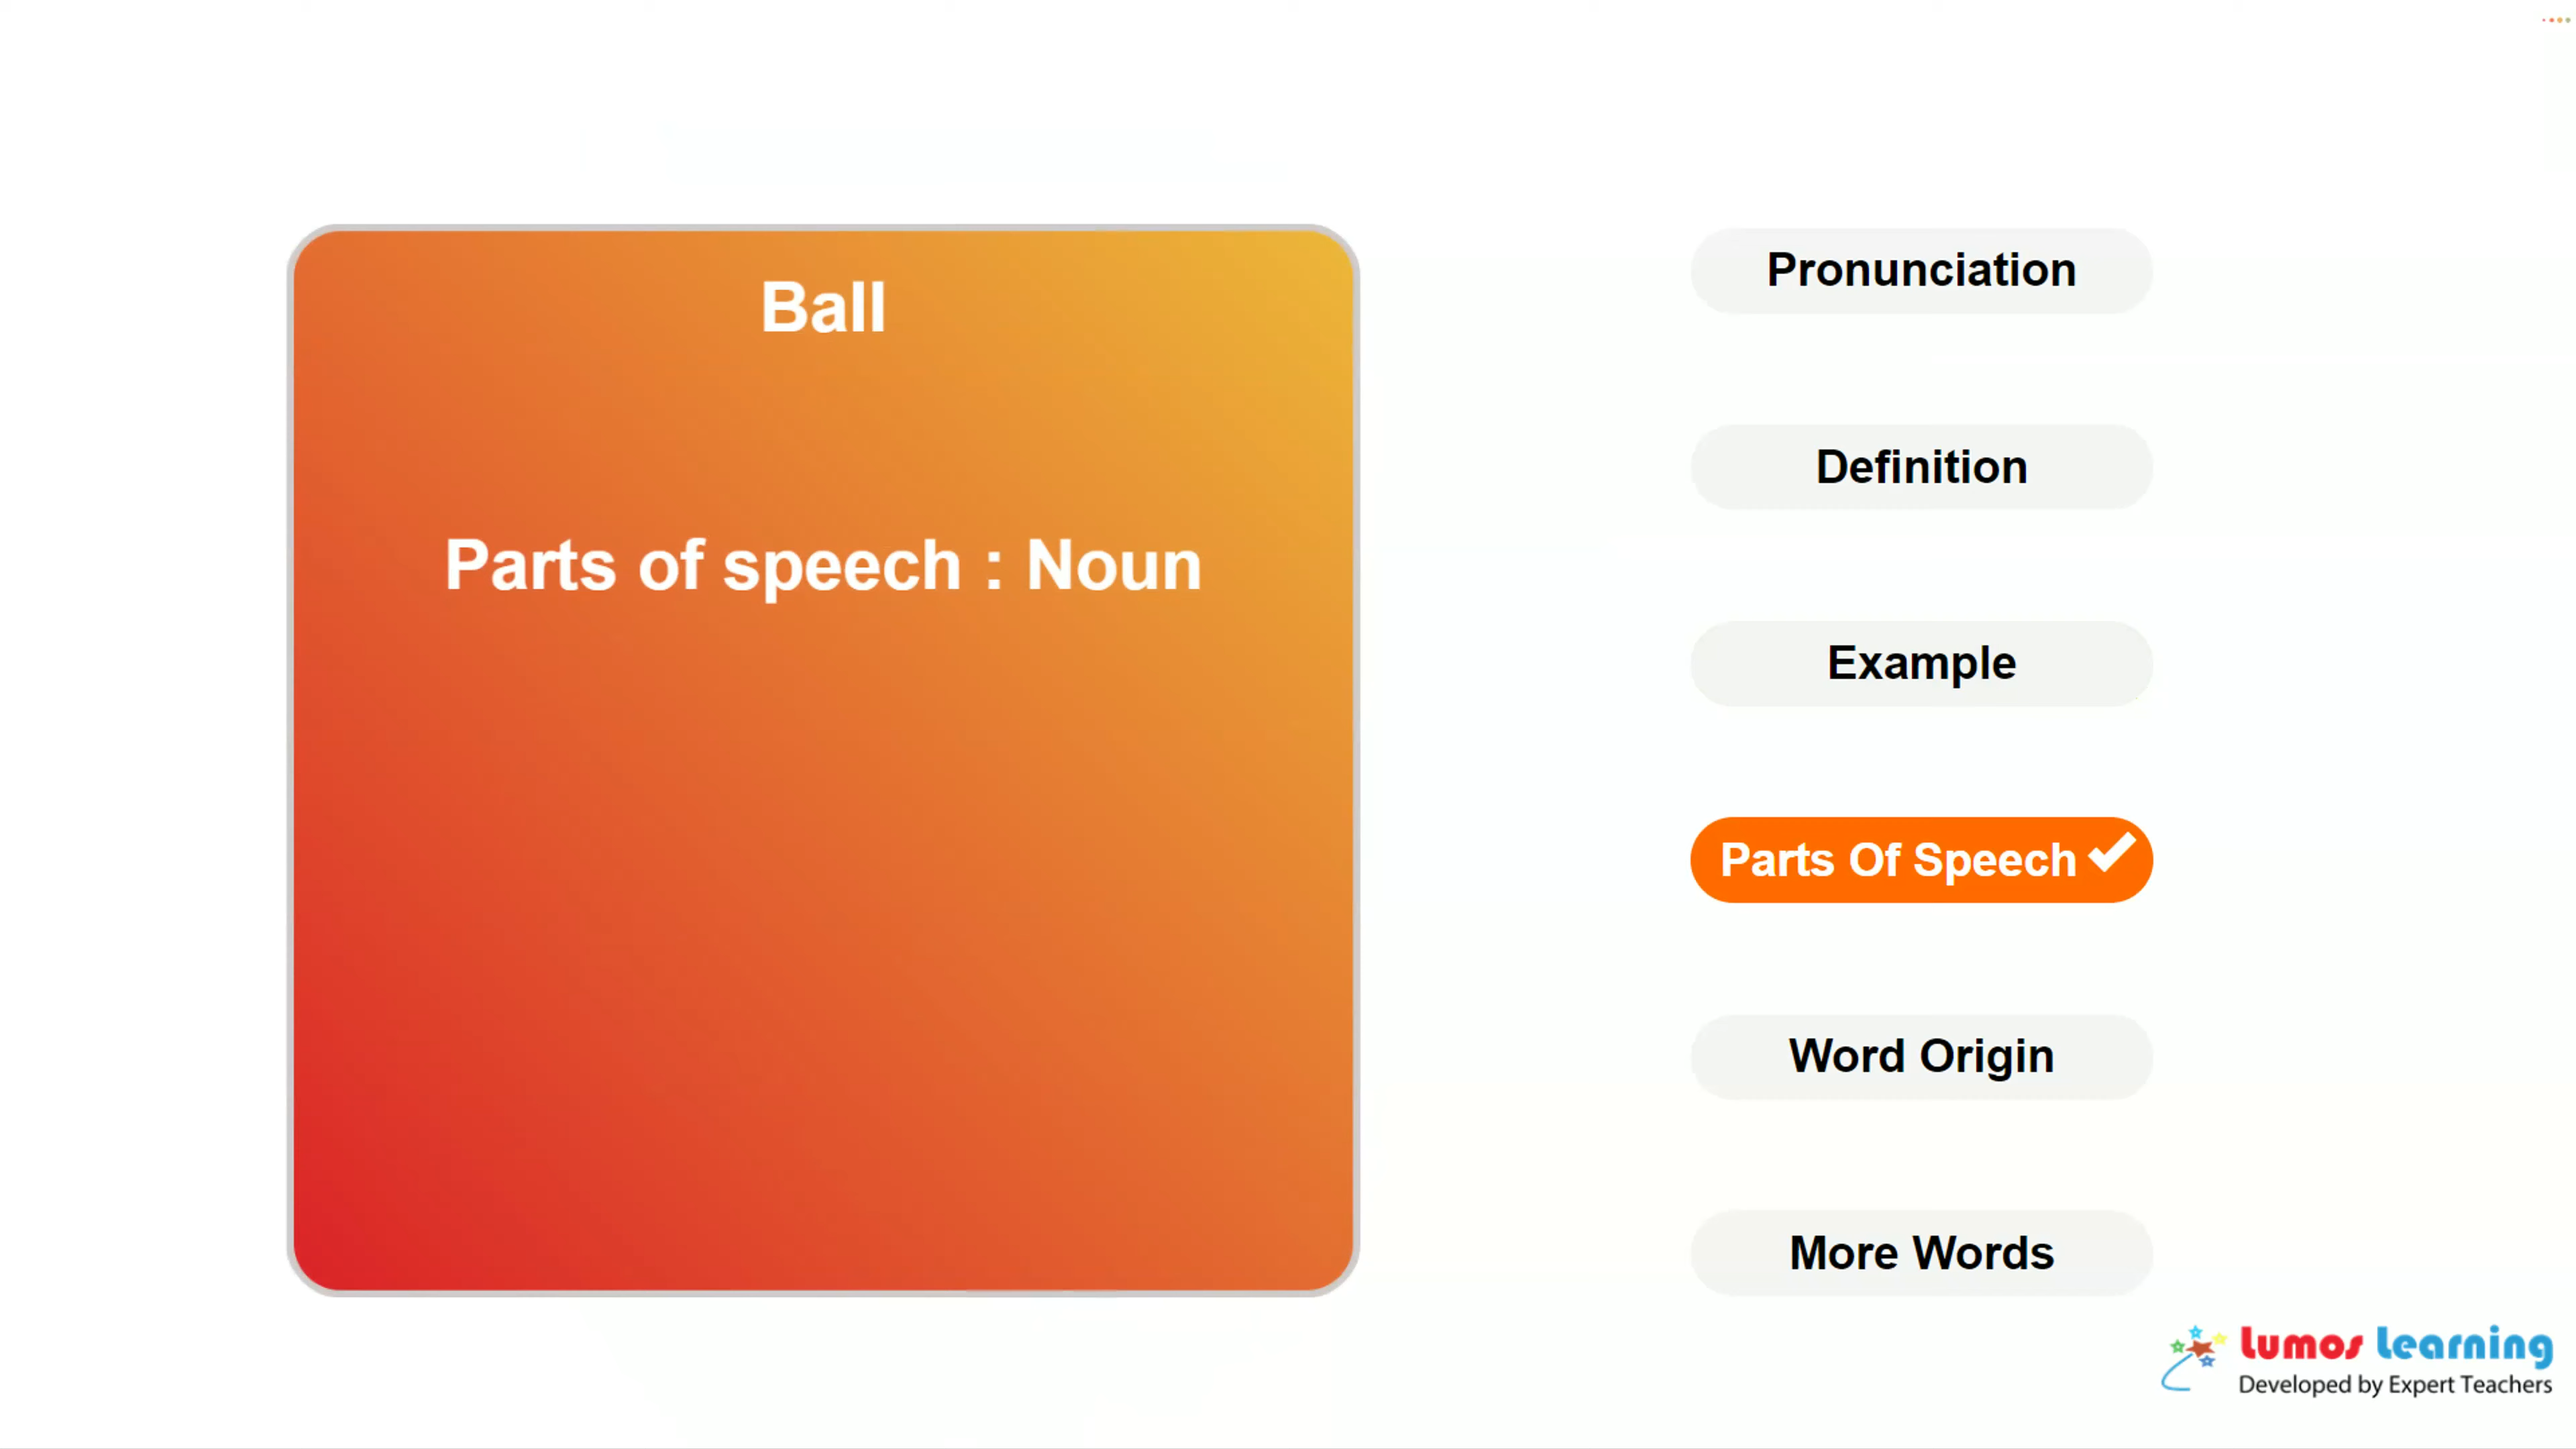 Ball
Parts of speech : Noun
Pronunciation
Definition
Example
Parts Of Speech
Word Origin
More Words
Lumos Learning
Developed by Expert Teachers